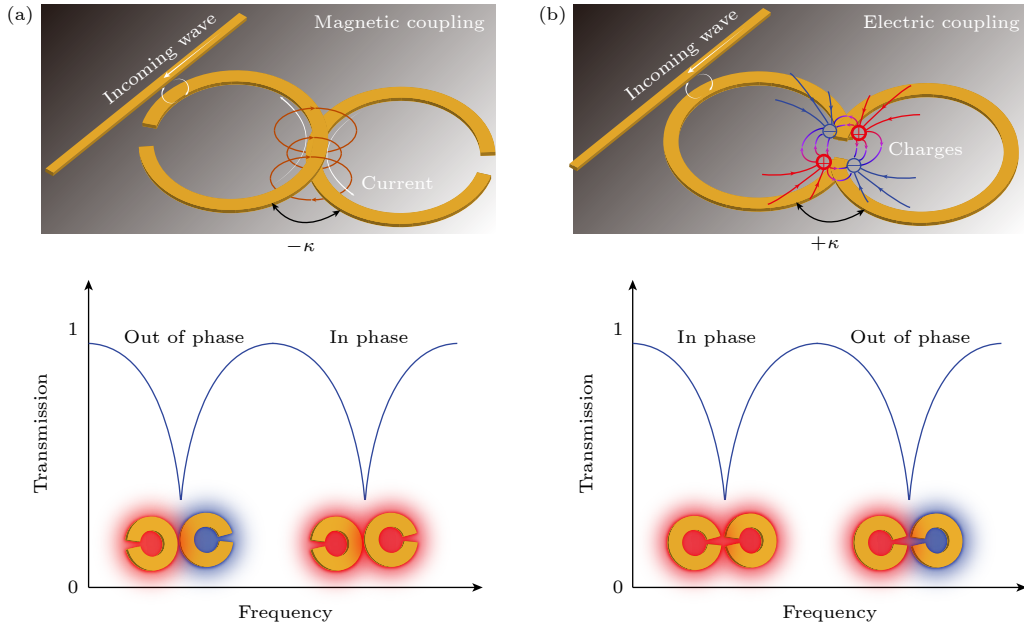 (a)
Magnetic coupling
Incoming wave
Current
−κ
1
Out of phase
In phase
Transmission
0
Frequency
(b)
Electric coupling
Incoming wave
Charges
+κ
1
In phase
Out of phase
Transmission
0
Frequency